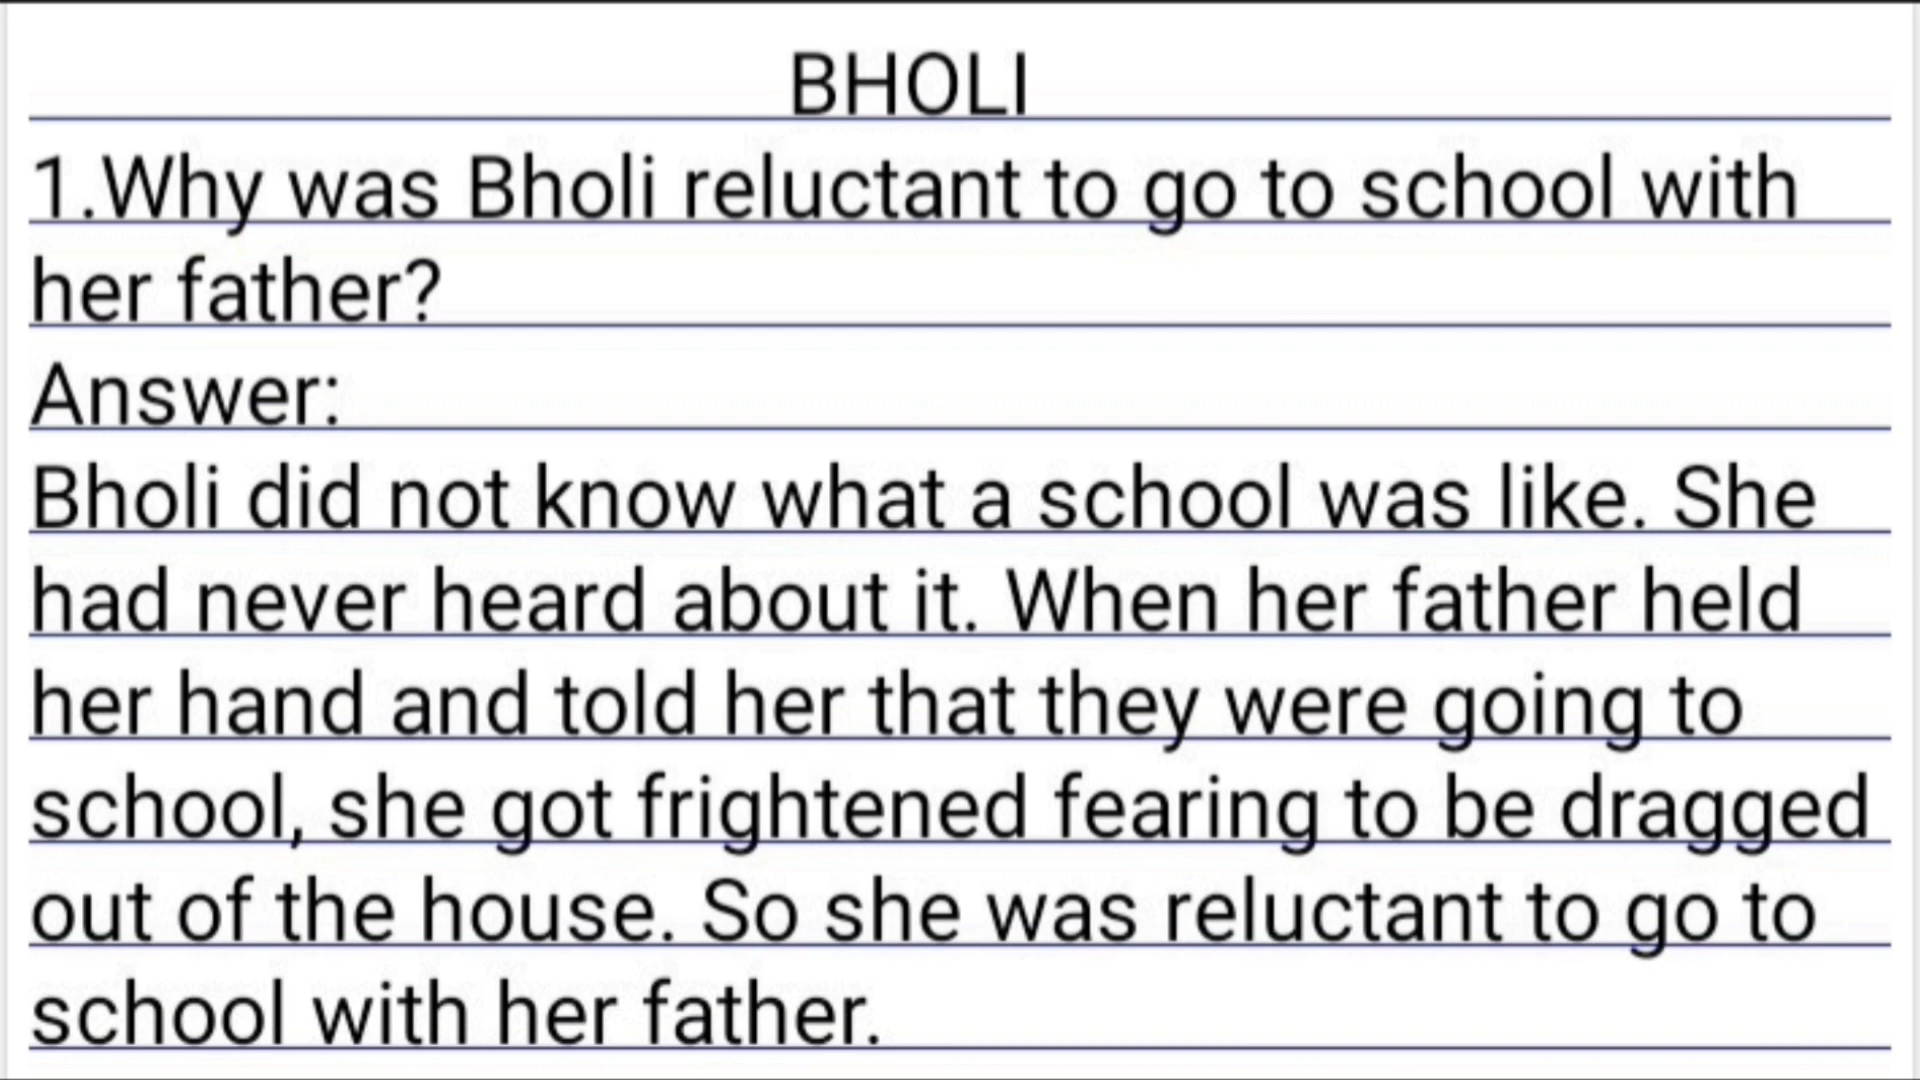 BHOLI
1.Why was Bholi reluctant to go to school with
her father?
Answer:
Bholi did not know what a school was like. She
had never heard about it. When her father held
her hand and told her that they were going to
school, she got frightened fearing to be dragged
out of the house. So she was reluctant to go to
school with her father.